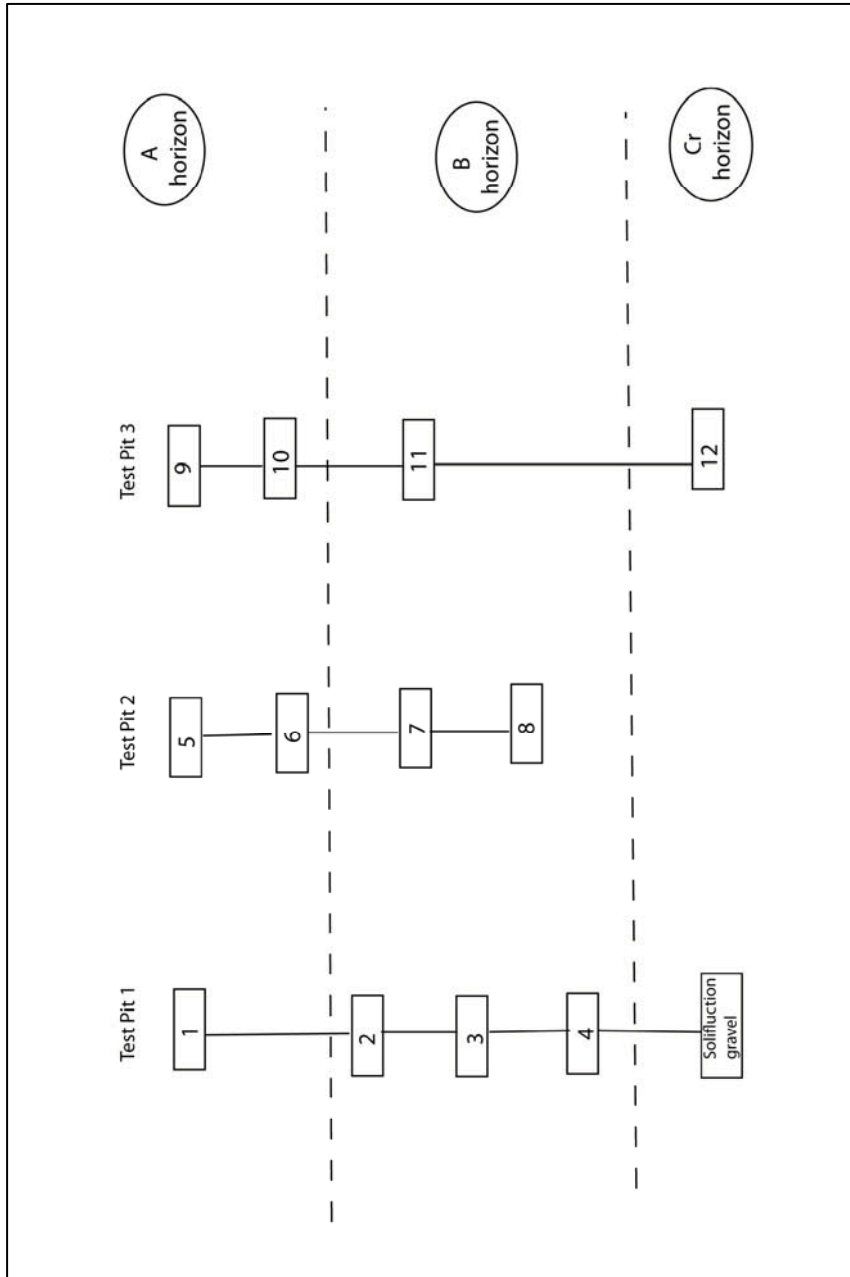 Test Pit 1
Test Pit 2
Test Pit 3
1
5
6
9
10
A
horizon
2
3
4
7
8
11
B
horizon
Solifluction
gravel
12
Cr
horizon